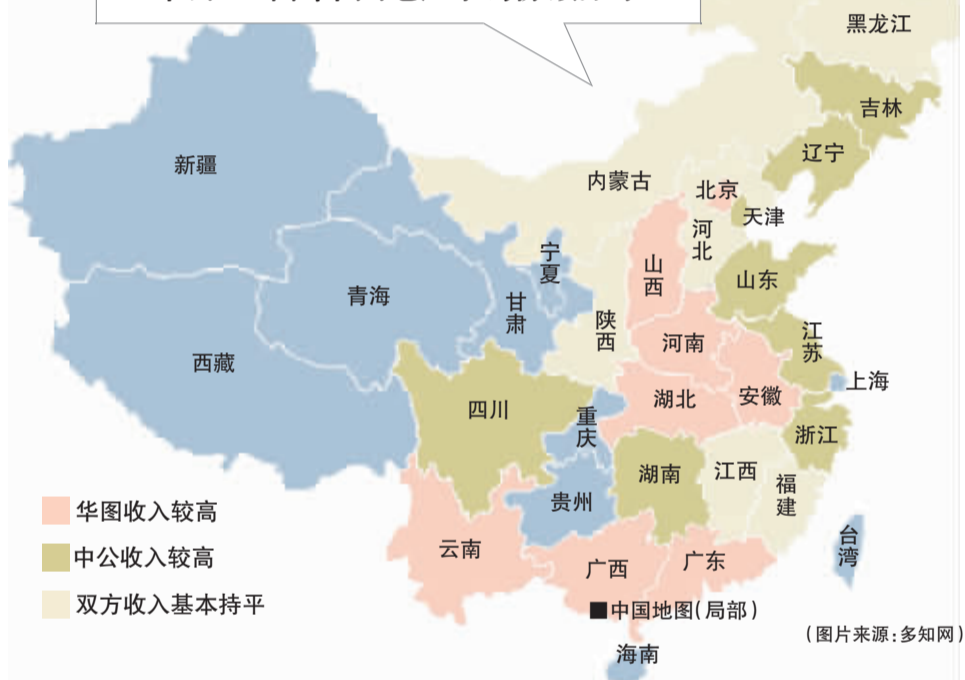 黑龙江
吉林
辽宁
新疆
内蒙古
北京
天津
河北
宁夏
山西
山东
青海
甘肃
陕西
河南
江苏
西藏
上海
安徽
湖北
四川
重庆
浙江
湖南
江西
福建
贵州
华图收入较高
台湾
云南
中公收入较高
广西
广东
双方收入基本持平
■中国地图(局部)
(图片来源:多知网)
海南